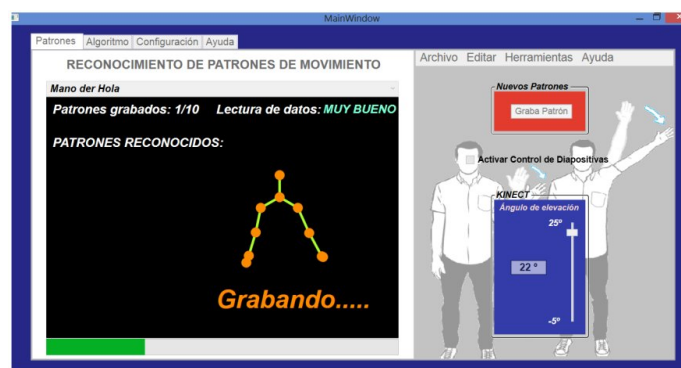 MainWindow
Patrones Algoritmo Configuración Ayuda
RECONOCIMIENTO DE PATRONES DE MOVIMIENTO
Mano der Hola
Patrones grabados: 1/10 Lectura de datos: MUY BUENO
PATRONES RECONOCIDOS:
Grabando.....
Archivo Editar Herramientas Ayuda
Nuevos Patrones
Graba Patrón
Activar Control de Diapositivas
KINECT
Ángulo de elevación
25º
22 º
-5º